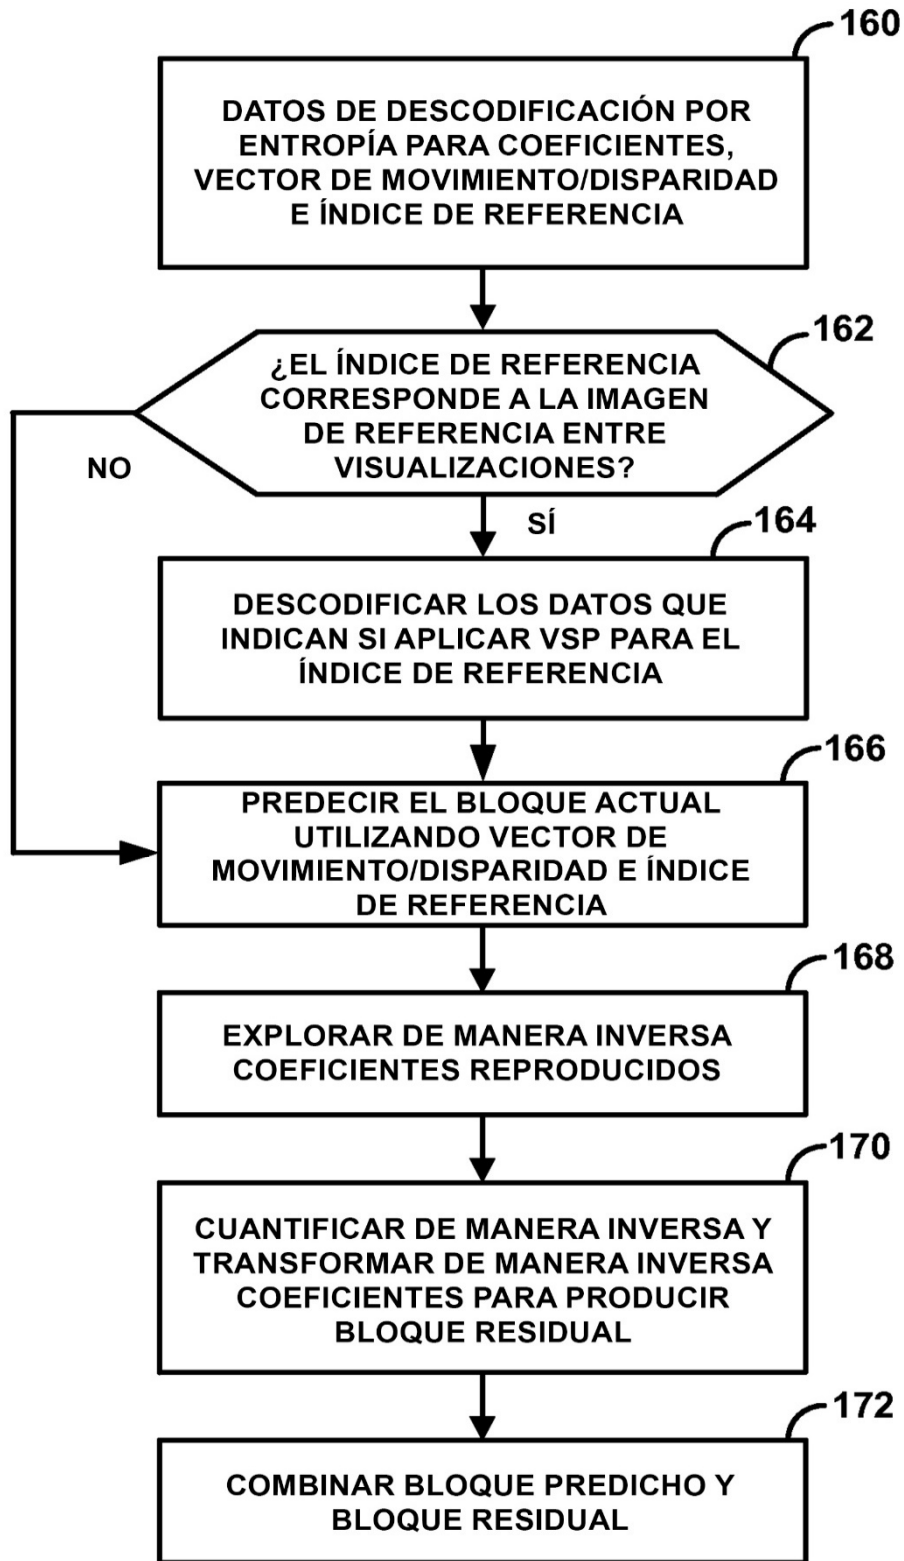 160
DATOS DE DESCODIFICACIÓN POR
ENTROPÍA PARA COEFICIENTES,
VECTOR DE MOVIMIENTO/DISPARIDAD
E ÍNDICE DE REFERENCIA
162
¿EL ÍNDICE DE REFERENCIA
CORRESPONDE A LA IMAGEN
DE REFERENCIA ENTRE
VISUALIZACIONES?
NO
SÍ
164
DESCODIFICAR LOS DATOS QUE
INDICAN SI APLICAR VSP PARA EL
ÍNDICE DE REFERENCIA
166
PREDECIR EL BLOQUE ACTUAL
UTILIZANDO VECTOR DE
MOVIMIENTO/DISPARIDAD E ÍNDICE
DE REFERENCIA
168
EXPLORAR DE MANERA INVERSA
COEFICIENTES REPRODUCIDOS
170
CUANTIFICAR DE MANERA INVERSA Y
TRANSFORMAR DE MANERA INVERSA
COEFICIENTES PARA PRODUCIR
BLOQUE RESIDUAL
172
COMBINAR BLOQUE PREDICHO Y
BLOQUE RESIDUAL